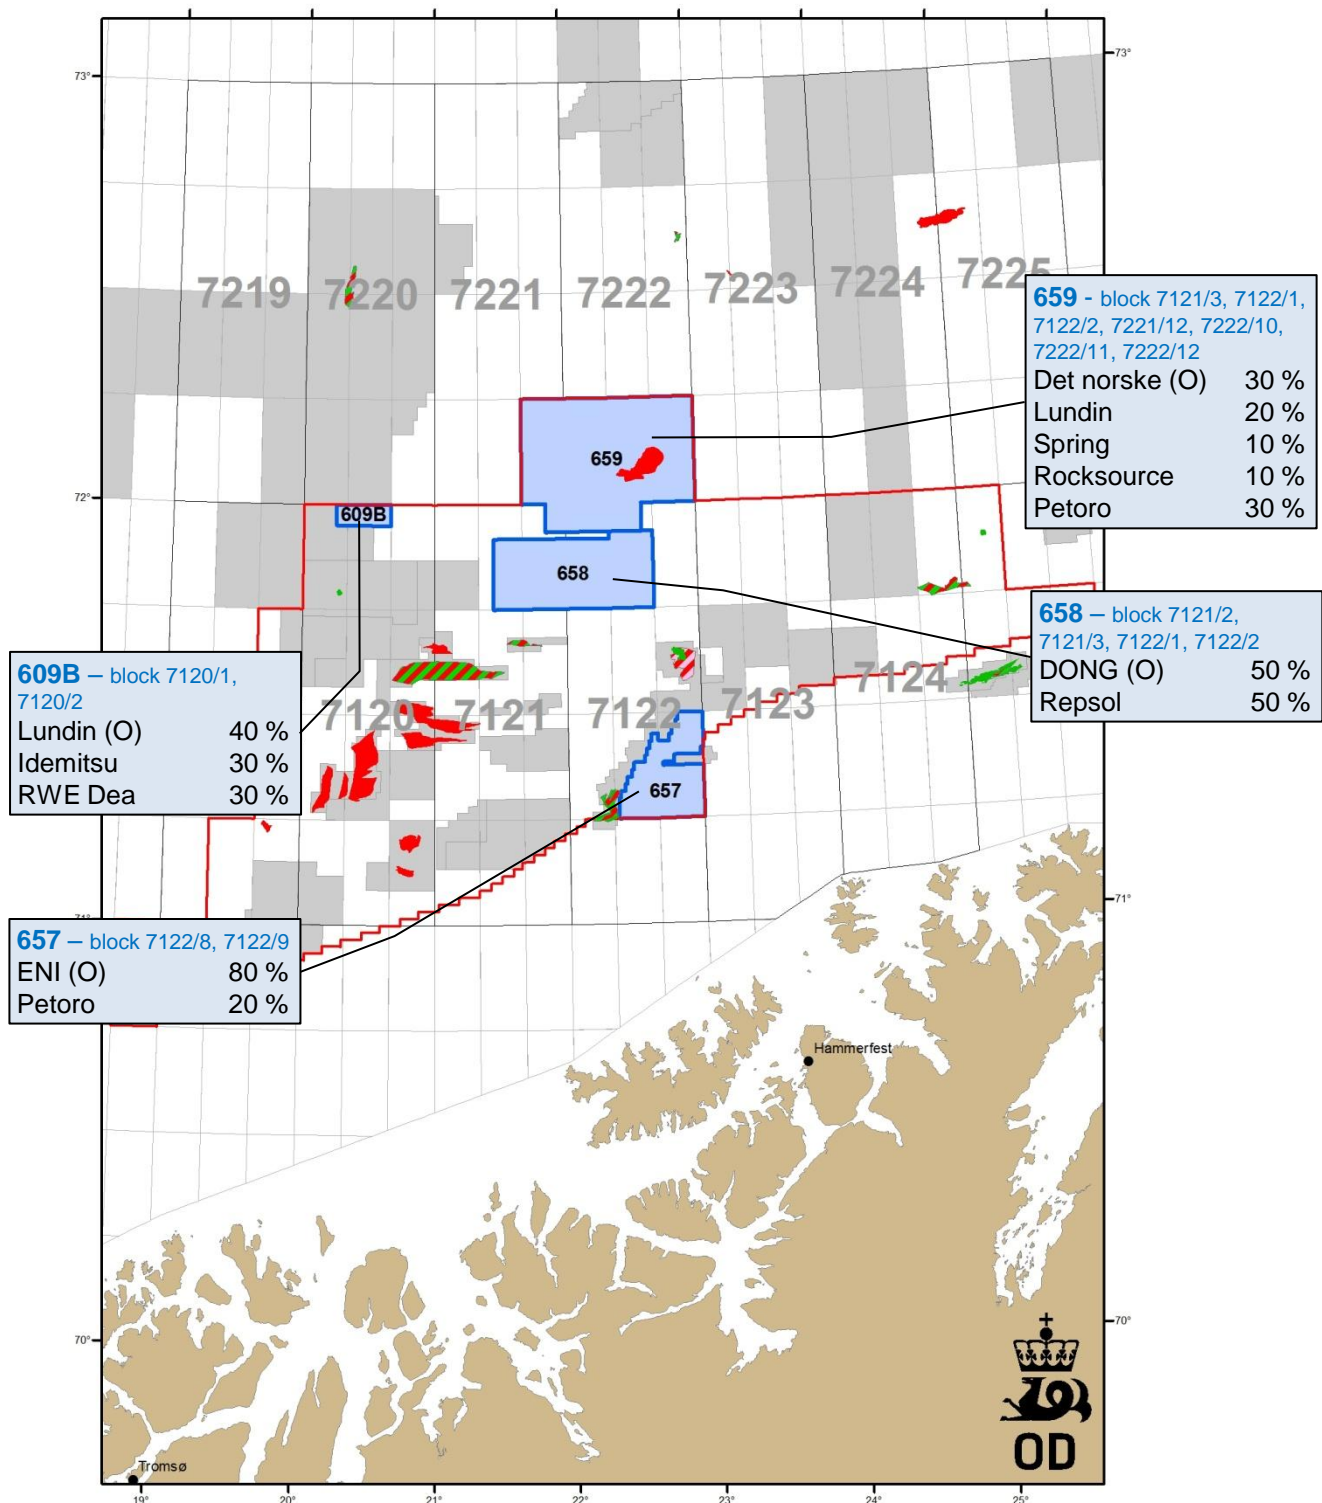 73°
73°
7219
7220
7221
7222
7223
7224
7225
659 - block 7121/3, 7122/1,
7122/2, 7221/12, 7222/10,
7222/11, 7222/12
Det norske (O) 30 %
Lundin 20 %
Spring 10 %
Rocksource 10 %
Petoro 30 %
659
72°
609B
658
658 – block 7121/2,
7121/3, 7122/1, 7122/2
DONG (O) 50 %
Repsol 50 %
609B – block 7120/1,
7120/2
Lundin (O) 40 %
Idemitsu 30 %
RWE Dea 30 %
7120
7121
7122
7123
7124
657
71°
71°
657 – block 7122/8, 7122/9
ENI (O) 80 %
Petoro 20 %
Hammerfest
70°
70°
OD
Tromsø
19°
20°
21°
22°
23°
24°
25°